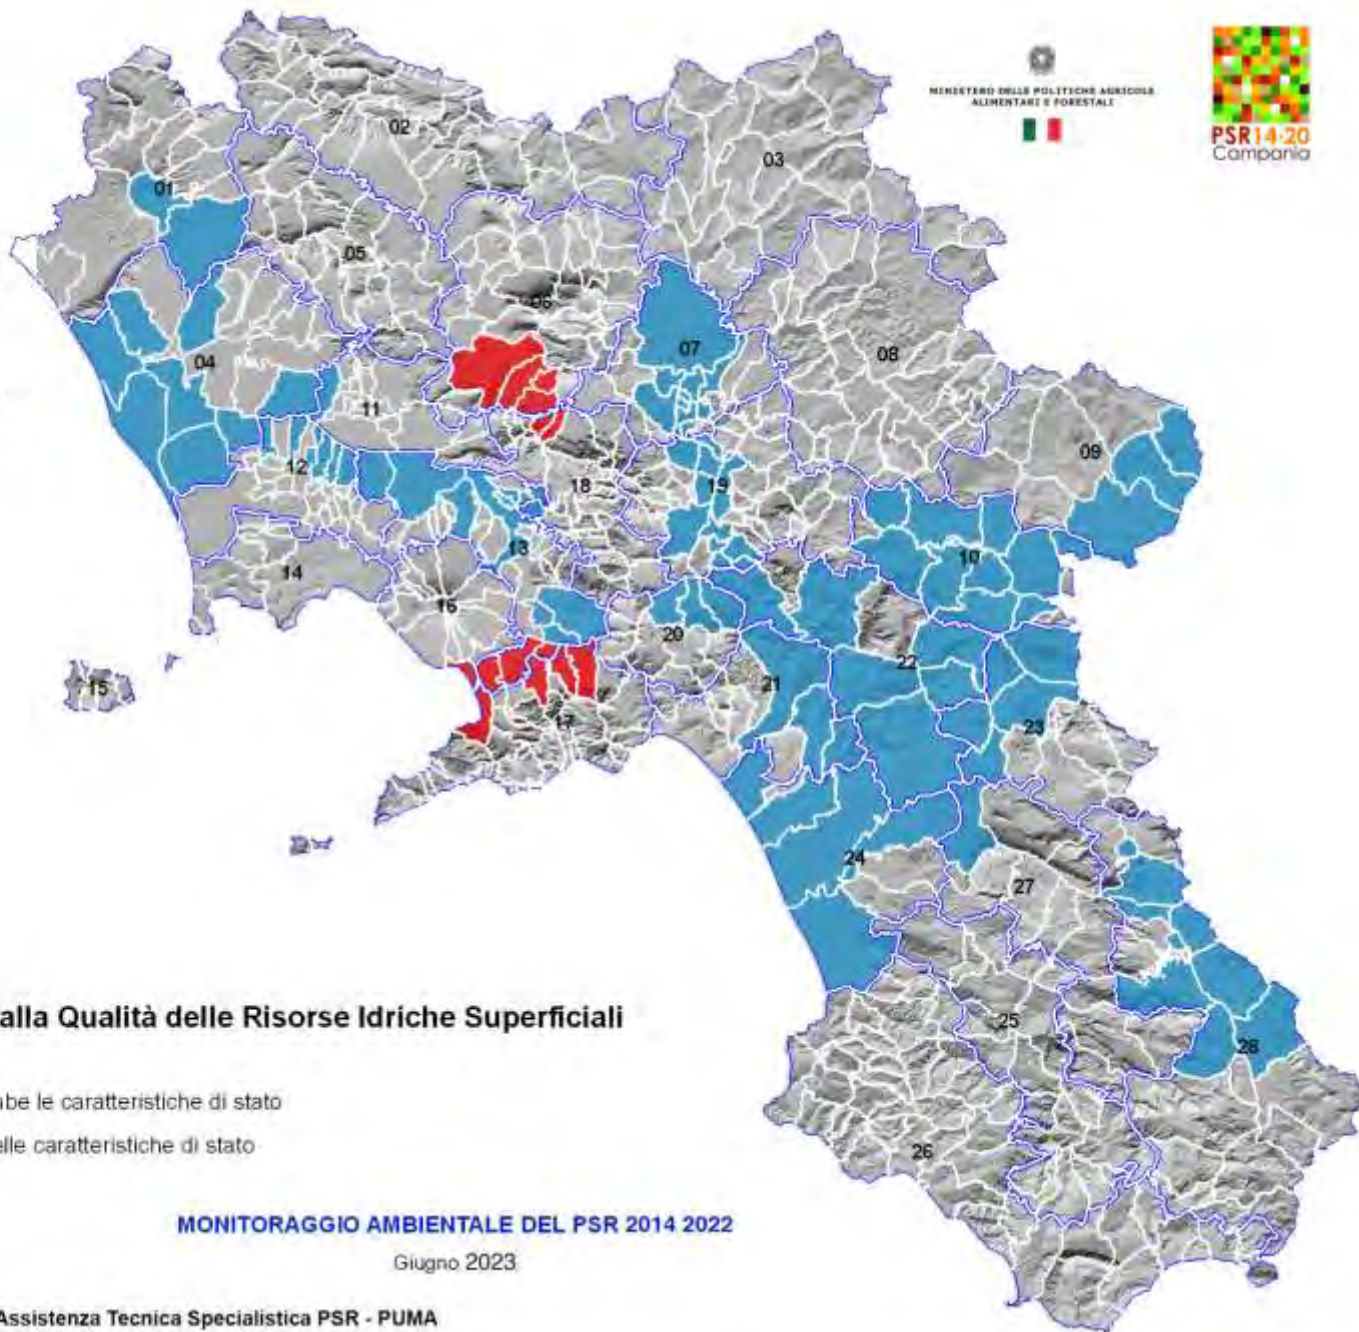 MINISTERO DELLE POLITICHE AGRICOLE
ALIMENTARI E FORESTALI
PSR14-20
Campania
02
03
01
05
06
07
08
04
11
09
12
18
19
13
10
14
16
20
15
21
22
17
23
24
27
25
28
26
alla Qualità delle Risorse Idriche Superficiali
be le caratteristiche di stato
elle caratteristiche di stato
MONITORAGGIO AMBIENTALE DEL PSR 2014 2022
Giugno 2023
Assistenza Tecnica Specialistica PSR - PUMA